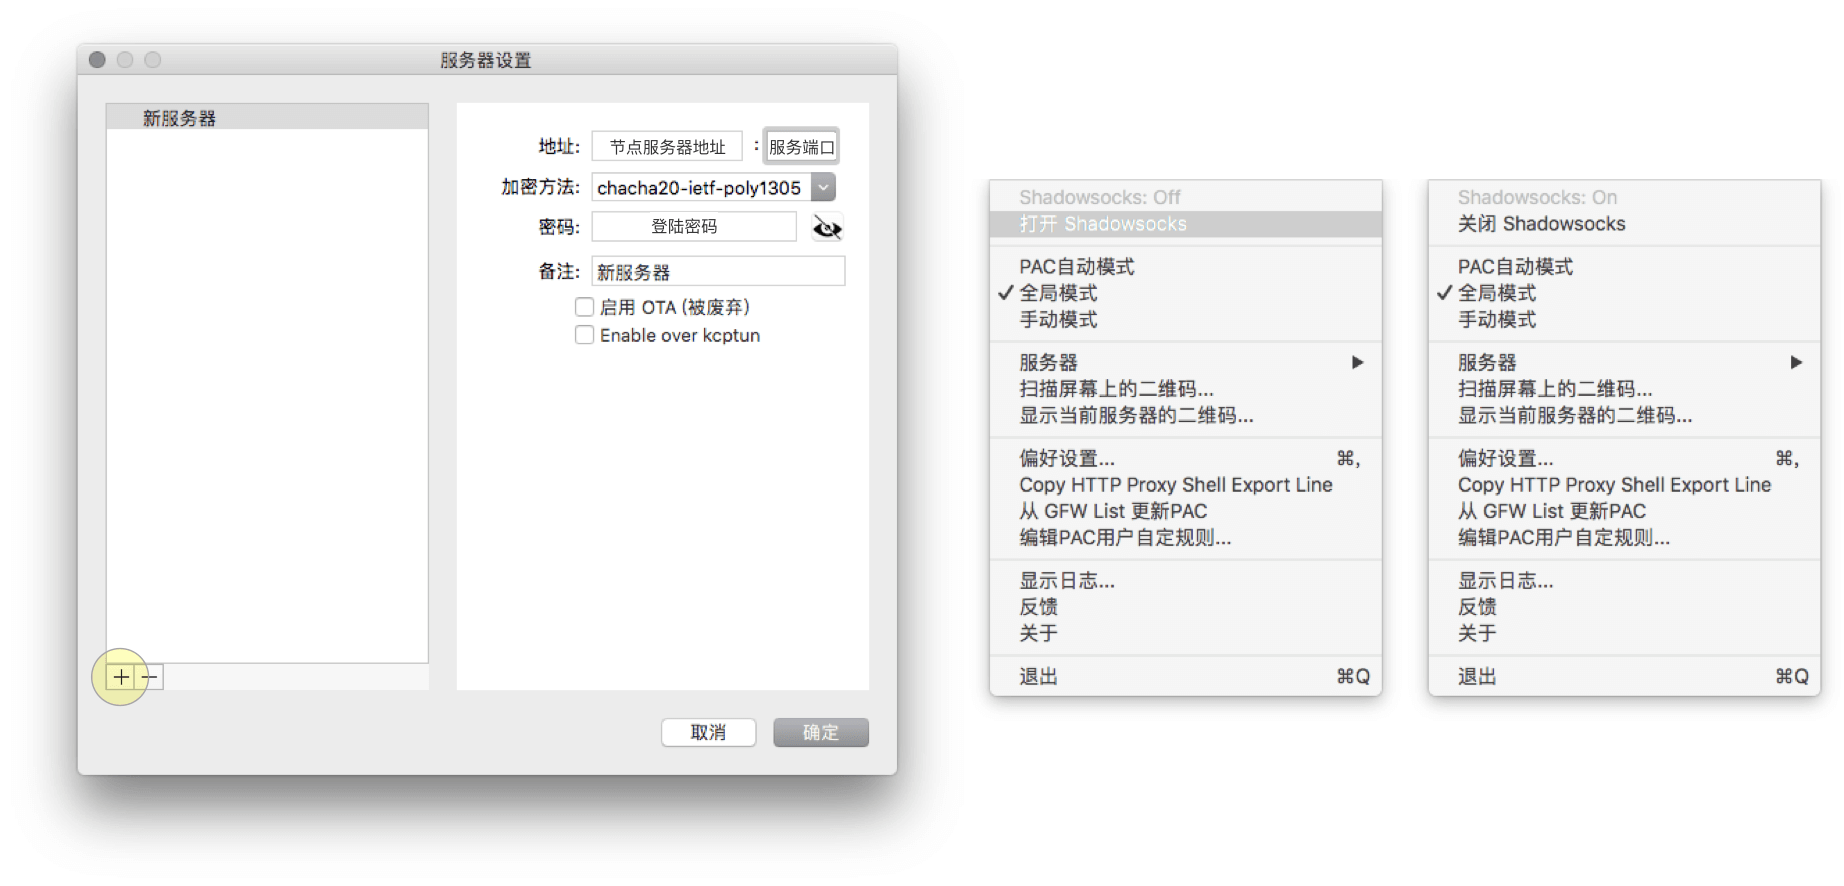 服务器设置
新服务器
地址: 节点服务器地址 : 服务端口
加密方法: chacha20-ietf-poly1305
密码: 登陆密码
备注: 新服务器
启用 OTA (被废弃)
Enable over kcptun
+ −
取消 确定
Shadowsocks: Off
打开 Shadowsocks
PAC自动模式
✓ 全局模式
手动模式
服务器 ▶
扫描屏幕上的二维码...
显示当前服务器的二维码...
偏好设置... ⌘,
Copy HTTP Proxy Shell Export Line
从 GFW List 更新PAC
编辑PAC用户自定规则...
显示日志...
反馈
关于
退出 ⌘Q
Shadowsocks: On
关闭 Shadowsocks
PAC自动模式
✓ 全局模式
手动模式
服务器 ▶
扫描屏幕上的二维码...
显示当前服务器的二维码...
偏好设置... ⌘,
Copy HTTP Proxy Shell Export Line
从 GFW List 更新PAC
编辑PAC用户自定规则...
显示日志...
反馈
关于
退出 ⌘Q